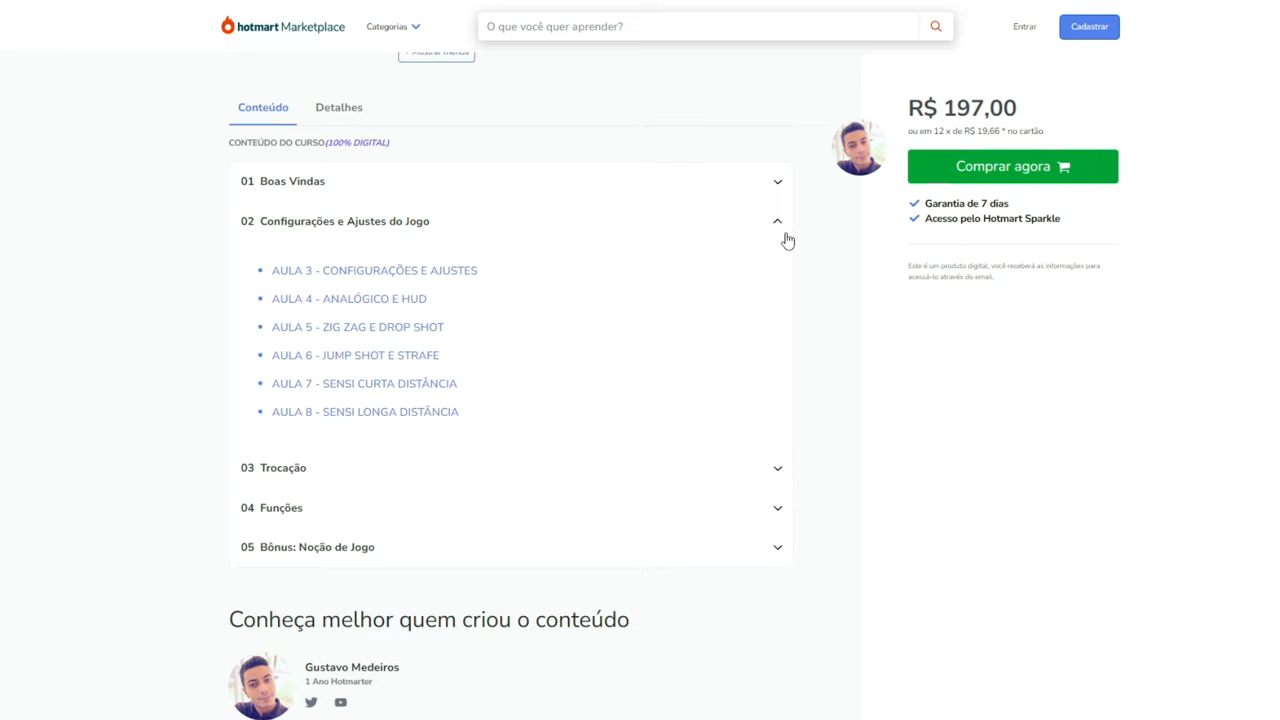 hotmart Marketplace
Categorias
O que você quer aprender?
Entrar
Cadastrar
Conteúdo
Detalhes
CONTEÚDO DO CURSO(100% DIGITAL)
01 Boas Vindas
02 Configurações e Ajustes do Jogo
AULA 3 - CONFIGURAÇÕES E AJUSTES
AULA 4 - ANALÓGICO E HUD
AULA 5 - ZIG ZAG E DROP SHOT
AULA 6 - JUMP SHOT E STRAFE
AULA 7 - SENSI CURTA DISTÂNCIA
AULA 8 - SENSI LONGA DISTÂNCIA
03 Trocação
04 Funções
05 Bônus: Noção de Jogo
Conheça melhor quem criou o conteúdo
Gustavo Medeiros
1 Ano Hotmarter
R$ 197,00
ou em 12 x de R$ 19,66 * no cartão
Comprar agora
Garantia de 7 dias
Acesso pelo Hotmart Sparkle
Este é um produto digital, você receberá as informações para
acessá-lo através do email.